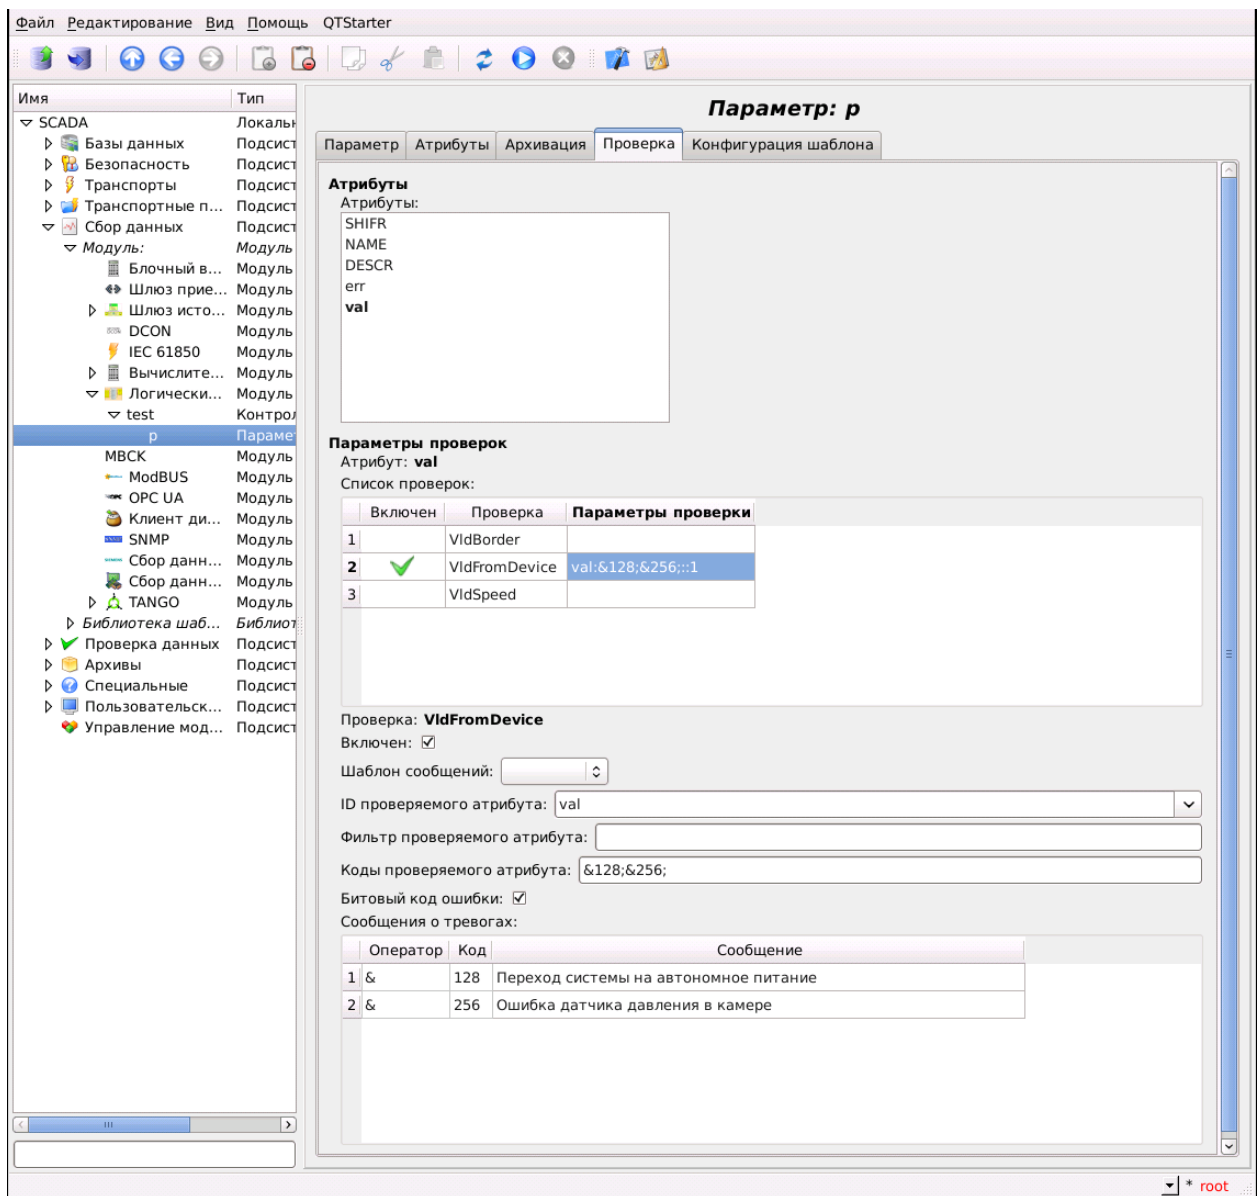 Файл Редактирование Вид Помощь QTStarter
Имя Тип
SCADA Локальн
Базы данных Подсист
Безопасность Подсист
Транспорты Подсист
Транспортные п... Подсист
Сбор данных Подсист
Модуль: Модуль
Блочный в... Модуль
Шлюз прие... Модуль
Шлюз исто... Модуль
DCON Модуль
IEC 61850 Модуль
Вычислите... Модуль
Логически... Модуль
test Контрол
p Парамет
МВСК Модуль
ModBUS Модуль
OPC UA Модуль
Клиент ди... Модуль
SNMP Модуль
Сбор данн... Модуль
Сбор данн... Модуль
TANGO Модуль
Библиотека шаб... Библиот
Проверка данных Подсист
Архивы Подсист
Специальные Подсист
Пользовательск... Подсист
Управление мод... Подсист
Параметр: p
Параметр Атрибуты Архивация Проверка Конфигурация шаблона
Атрибуты
Атрибуты:
SHIFR
NAME
DESCR
err
val
Параметры проверок
Атрибут: val
Список проверок:
Включен Проверка Параметры проверки
1 VldBorder
2 VldFromDevice val:&128;&256;::1
3 VldSpeed
Проверка: VldFromDevice
Включен:
Шаблон сообщений:
ID проверяемого атрибута: val
Фильтр проверяемого атрибута:
Коды проверяемого атрибута: &128;&256;
Битовый код ошибки:
Сообщения о тревогах:
Оператор Код Сообщение
1 & 128 Переход системы на автономное питание
2 & 256 Ошибка датчика давления в камере
* root